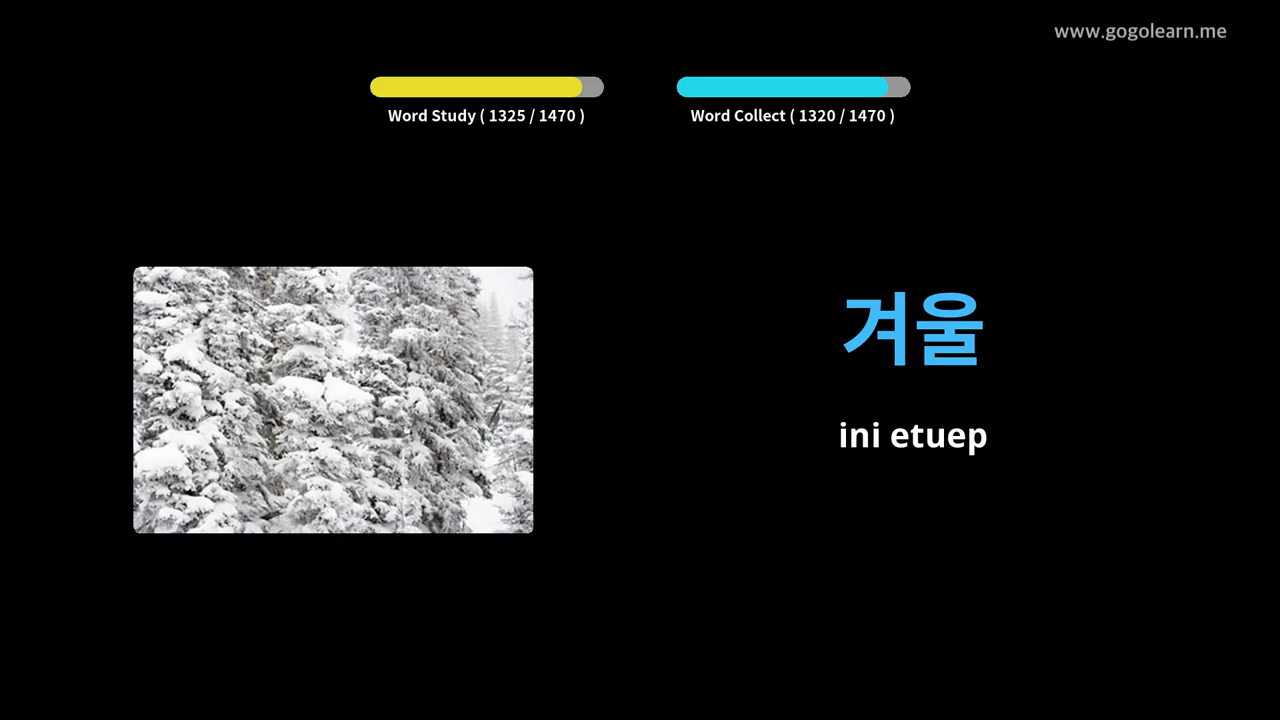 www.gogolearn.me
Word Study ( 1325 / 1470 )
Word Collect ( 1320 / 1470 )
겨울
ini etuep